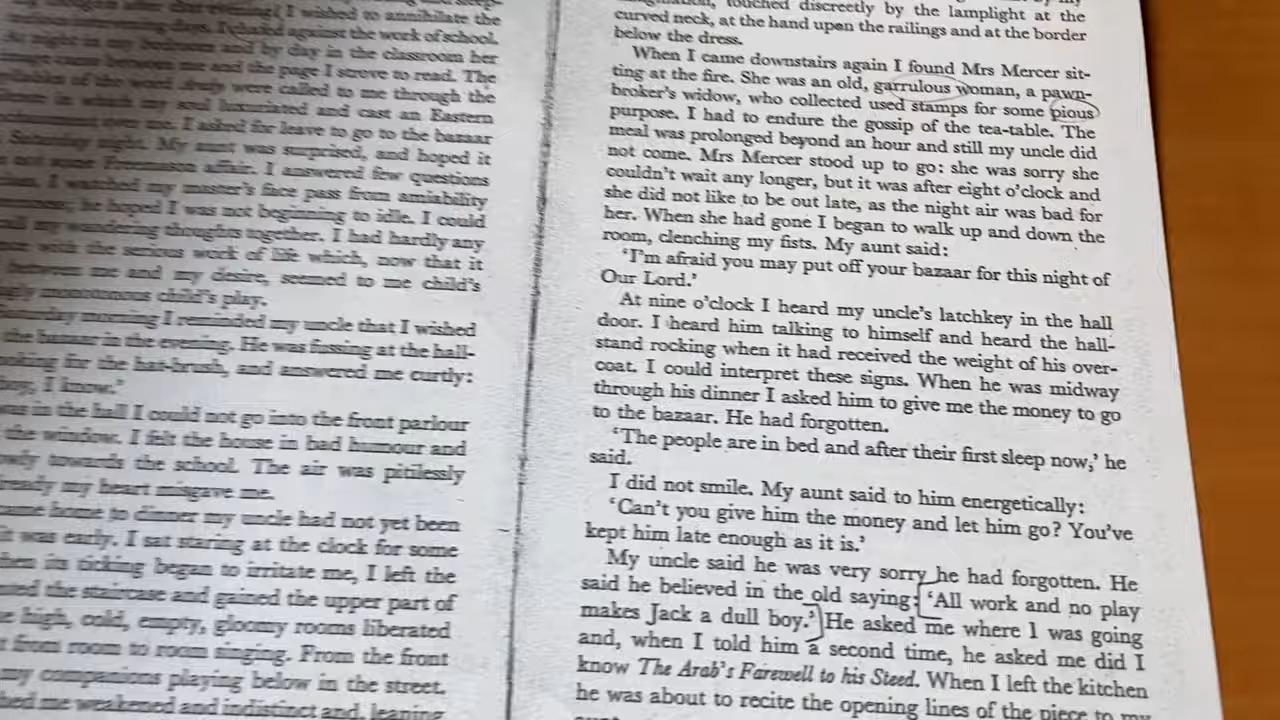 I wished to annihilate the
I chafed against the work of school.
and by day in the classroom her
and the page I strove to read. The
were called to me through the
in which my soul luxuriated and cast an Eastern
I asked for leave to go to the bazaar
Saturday night. My aunt was surprised, and hoped it
not some Freemason affair. I answered few questions
I watched my master's face pass from amiability
he hoped I was not beginning to idle. I could
my wandering thoughts together. I had hardly any
with the serious work of life which, now that it
between me and my desire, seemed to me child's
monotonous child's play.
morning I reminded my uncle that I wished
the bazaar in the evening. He was fussing at the hall-
for the hat-brush, and answered me curtly:
boy, I know.'
was in the hall I could not go into the front parlour
the window. I felt the house in bad humour and
towards the school. The air was pitilessly
my heart misgave me.
came home to dinner my uncle had not yet been
it was early. I sat staring at the clock for some
its ticking began to irritate me, I left the
the staircase and gained the upper part of
high, cold, empty, gloomy rooms liberated
from room to room singing. From the front
my companions playing below in the street.
me weakened and indistinct and, leaning
touched discreetly by the lamplight at the
curved neck, at the hand upon the railings and at the border
below the dress.
When I came downstairs again I found Mrs Mercer sit-
ting at the fire. She was an old, garrulous woman, a pawn-
broker's widow, who collected used stamps for some pious
purpose. I had to endure the gossip of the tea-table. The
meal was prolonged beyond an hour and still my uncle did
not come. Mrs Mercer stood up to go: she was sorry she
couldn't wait any longer, but it was after eight o'clock and
she did not like to be out late, as the night air was bad for
her. When she had gone I began to walk up and down the
room, clenching my fists. My aunt said:
'I'm afraid you may put off your bazaar for this night of
Our Lord.'
At nine o'clock I heard my uncle's latchkey in the hall
door. I heard him talking to himself and heard the hall-
stand rocking when it had received the weight of his over-
coat. I could interpret these signs. When he was midway
through his dinner I asked him to give me the money to go
to the bazaar. He had forgotten.
'The people are in bed and after their first sleep now,' he
said.
I did not smile. My aunt said to him energetically:
'Can't you give him the money and let him go? You've
kept him late enough as it is.'
My uncle said he was very sorry he had forgotten. He
said he believed in the old saying: 'All work and no play
makes Jack a dull boy.' He asked me where I was going
and, when I told him a second time, he asked me did I
know The Arab's Farewell to his Steed. When I left the kitchen
he was about to recite the opening lines of the piece to my